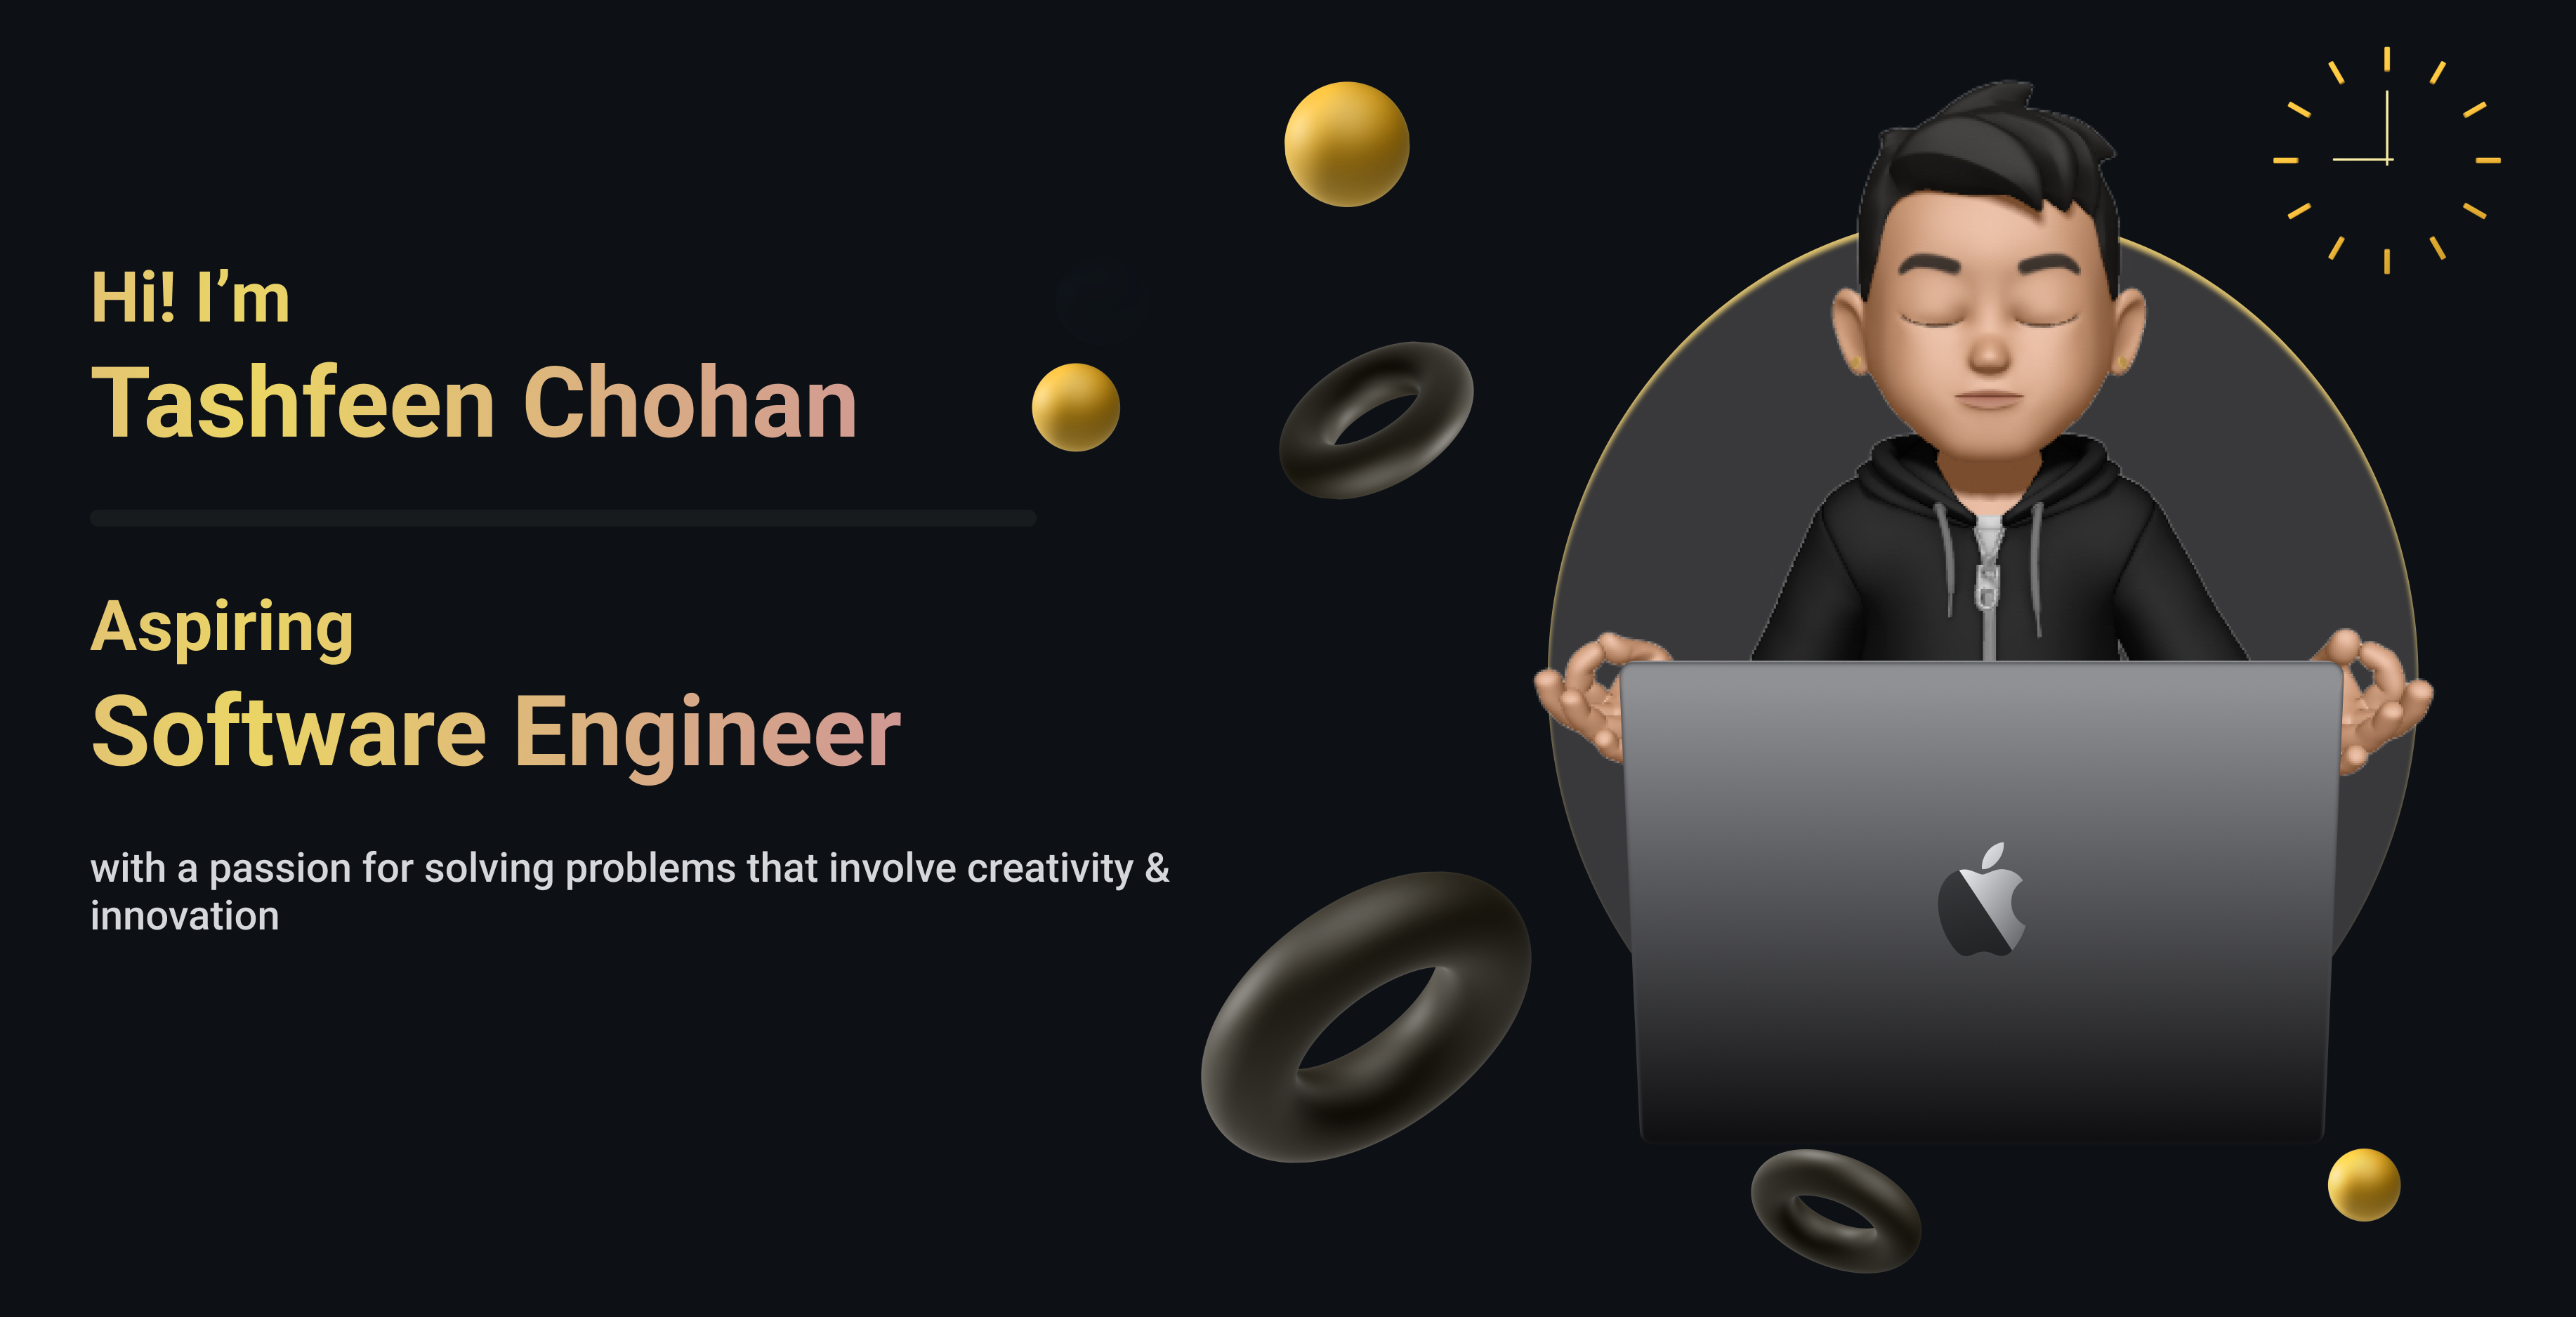 Hi! I’m
Tashfeen Chohan
Aspiring
Software Engineer
with a passion for solving problems that involve creativity &
innovation